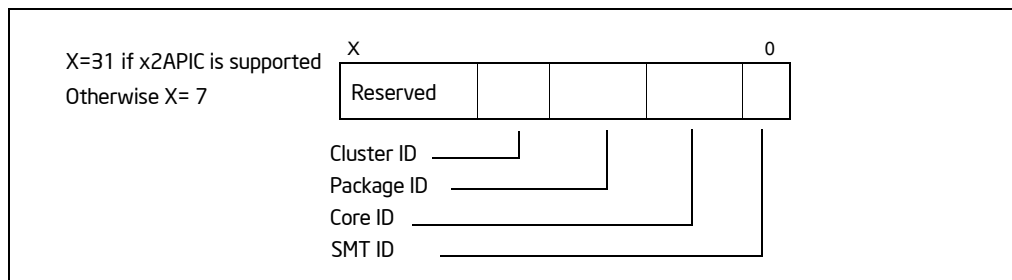 X=31 if x2APIC is supported
Otherwise X= 7
X 0
Reserved
Cluster ID
Package ID
Core ID
SMT ID